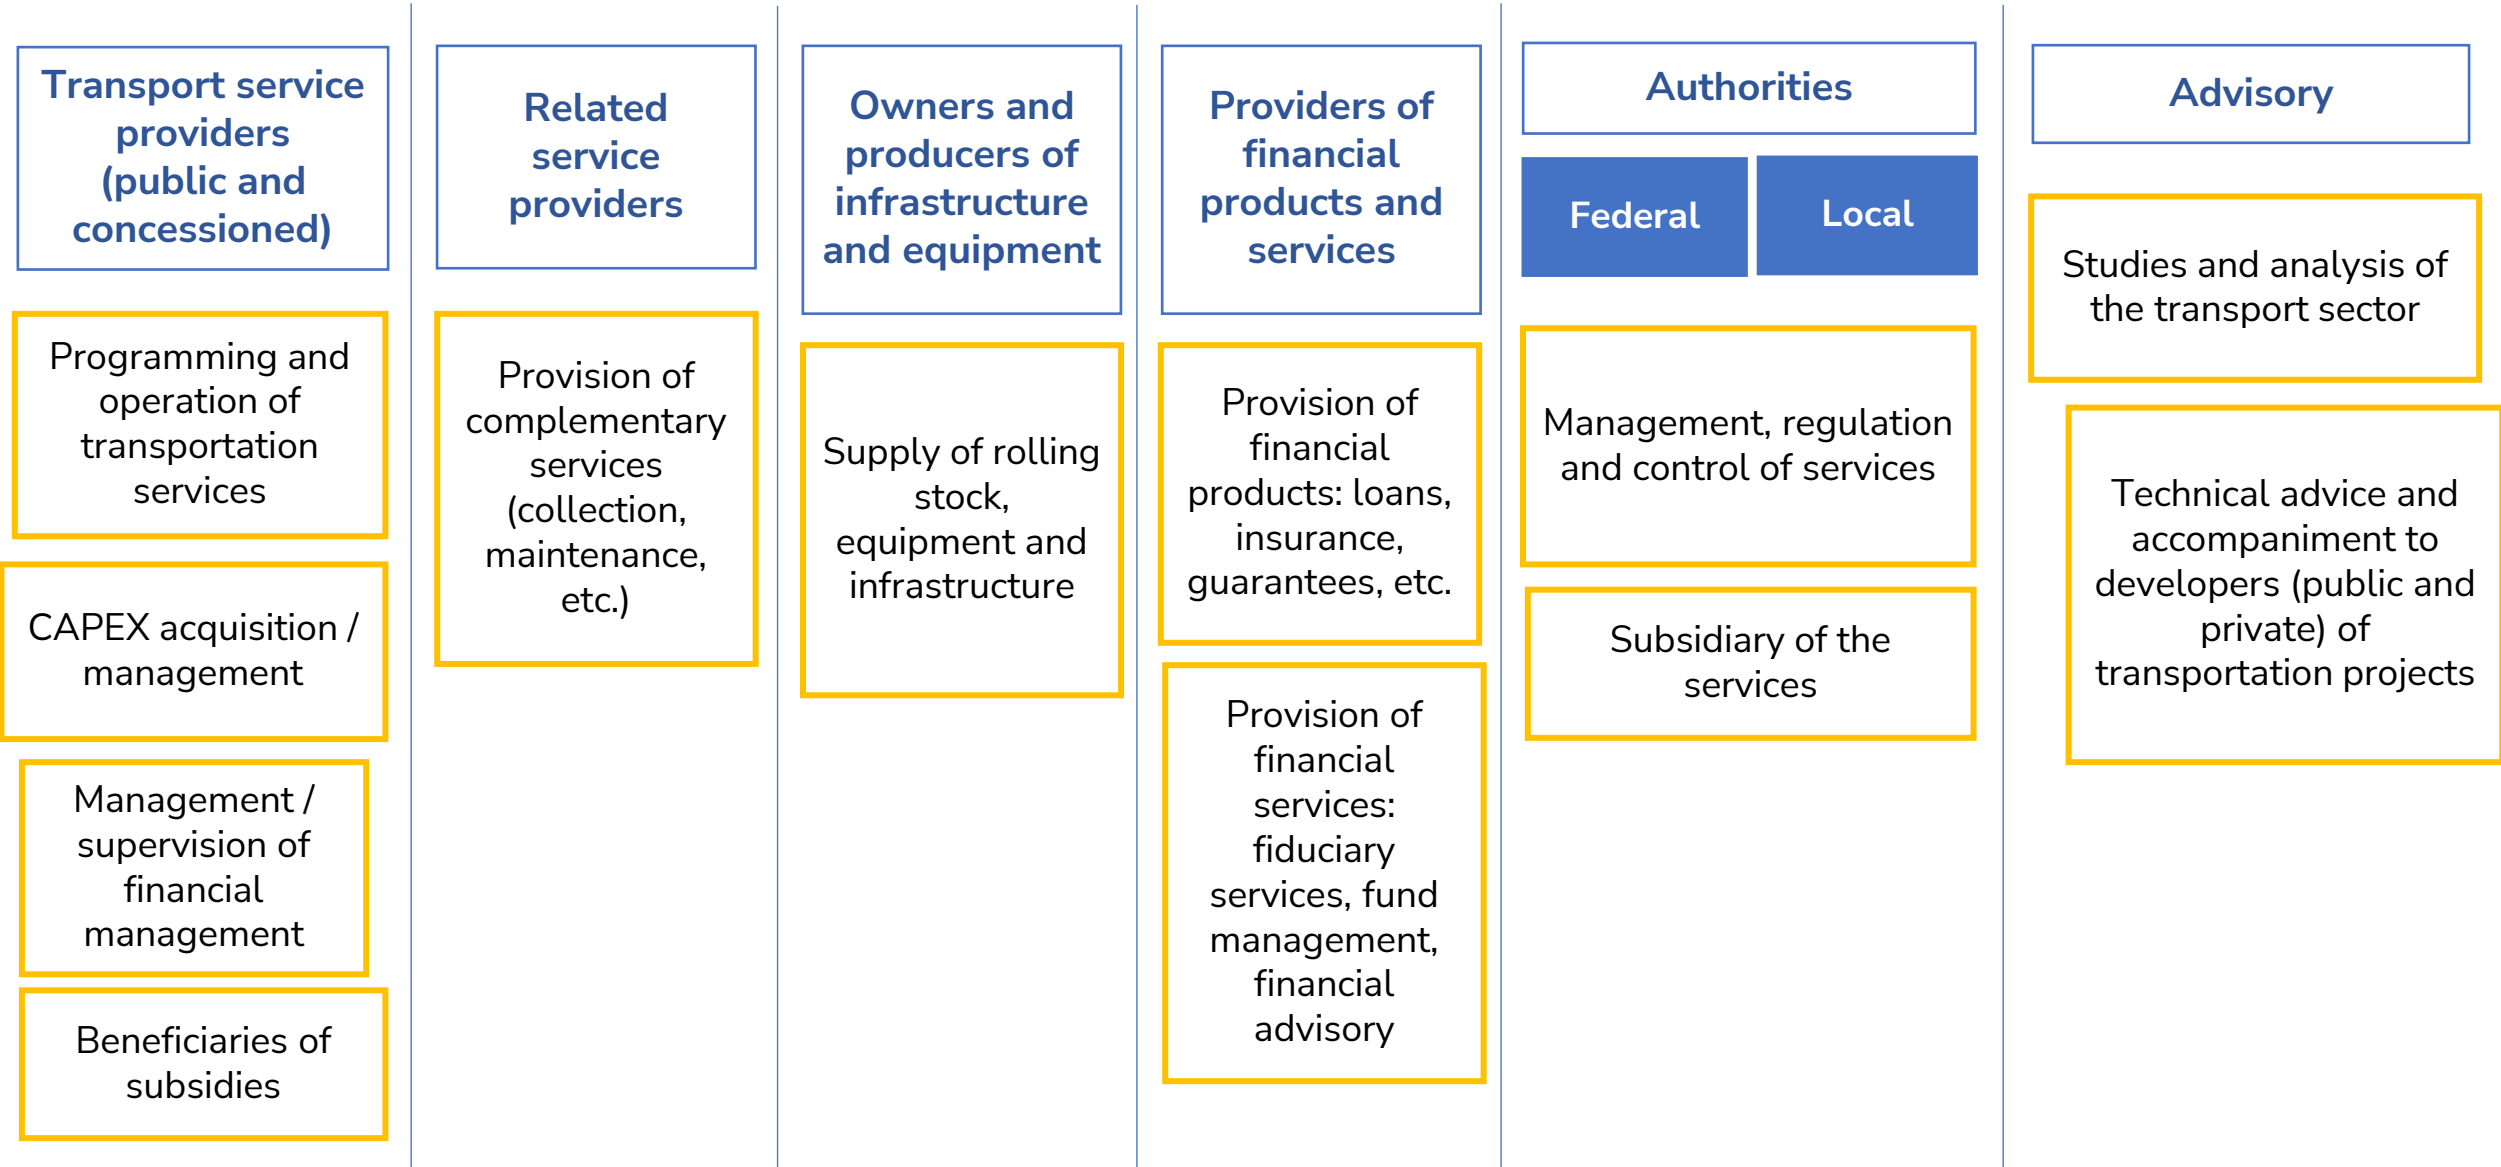 Transport service
providers
(public and
concessioned)
Programming and
operation of
transportation
services
CAPEX acquisition /
management
Management /
supervision of
financial
management
Beneficiaries of
subsidies
Related
service
providers
Provision of
complementary
services
(collection,
maintenance,
etc.)
Owners and
producers of
infrastructure
and equipment
Supply of rolling
stock,
equipment and
infrastructure
Providers of
financial
products and
services
Provision of
financial
products: loans,
insurance,
guarantees, etc.
Provision of
financial
services:
fiduciary
services, fund
management,
financial
advisory
Authorities
Federal
Local
Management, regulation
and control of services
Subsidiary of the
services
Advisory
Studies and analysis of
the transport sector
Technical advice and
accompaniment to
developers (public and
private) of
transportation projects